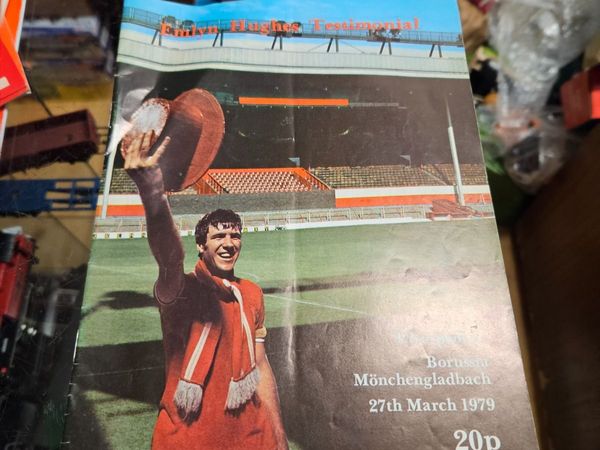 Emlyn Hughes Testimonial
Borussia
Mönchengladbach
27th March 1979
20p